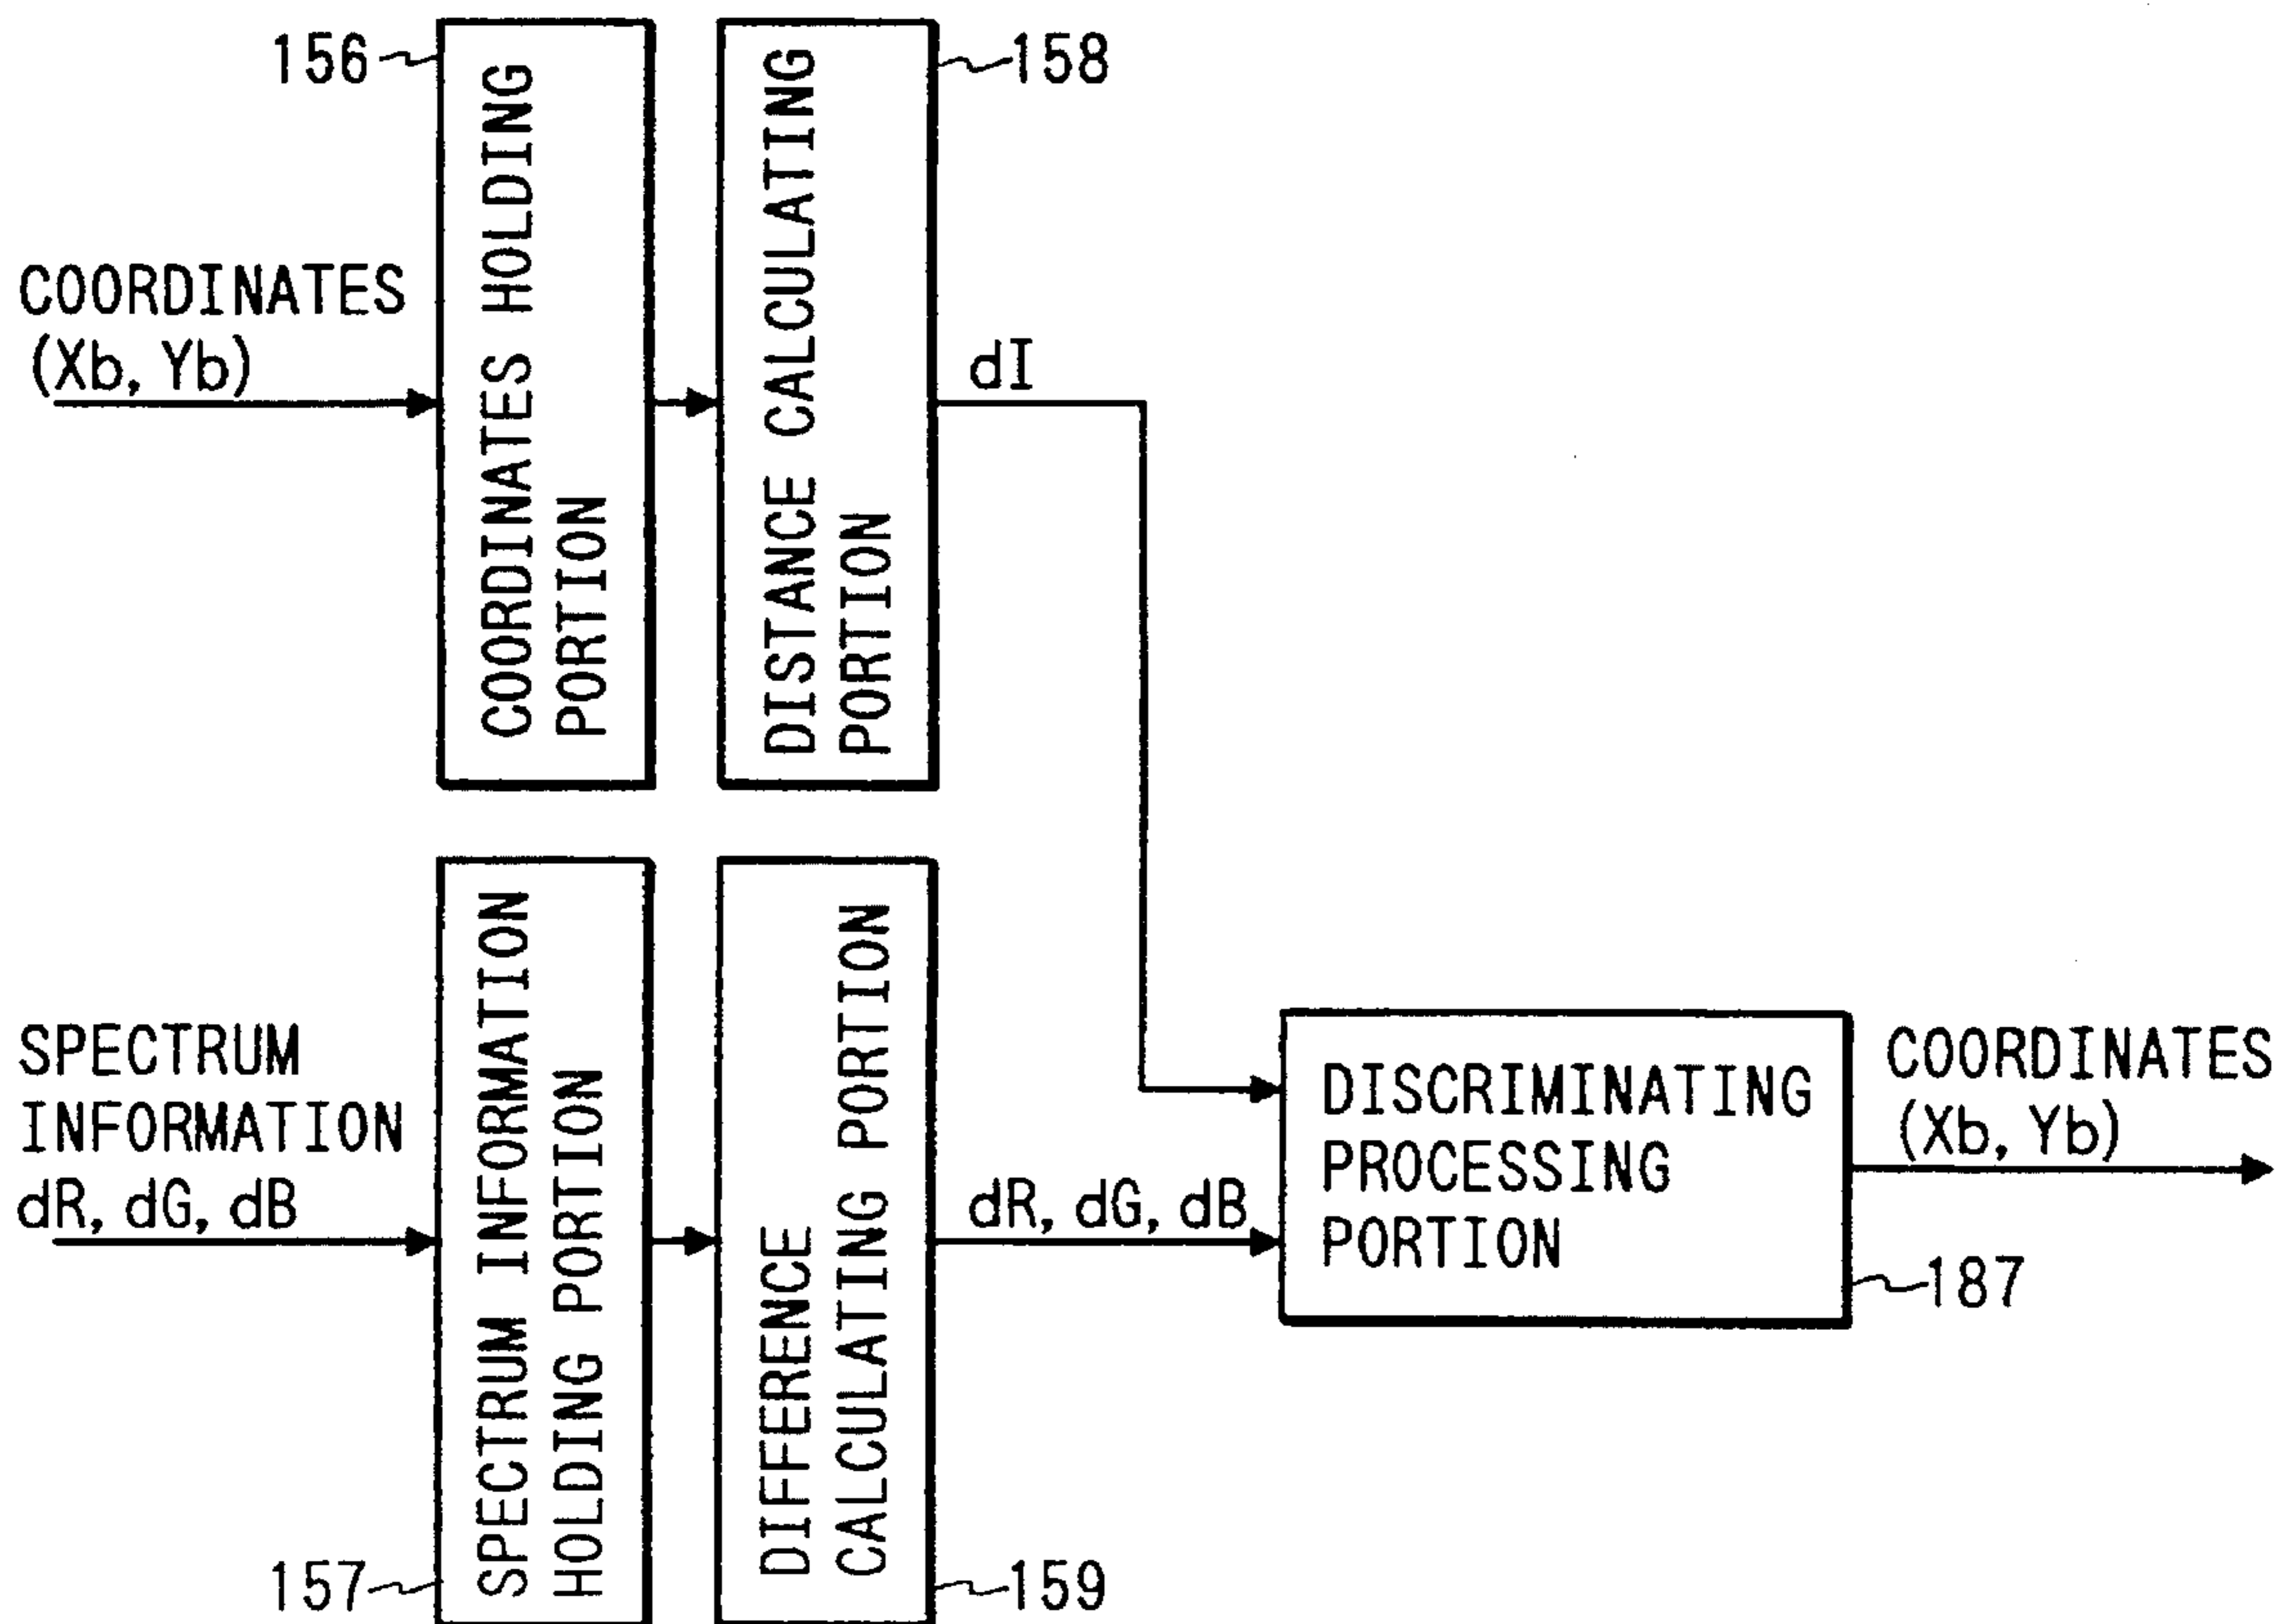 156
COORDINATES HOLDING
PORTION
158
DISTANCE CALCULATING
PORTION
COORDINATES
(Xb, Yb)
dI
SPECTRUM
INFORMATION
dR, dG, dB
157
SPECTRUM INFORMATION
HOLDING PORTION
DIFFERENCE
CALCULATING PORTION
159
dR, dG, dB
DISCRIMINATING
PROCESSING
PORTION
187
COORDINATES
(Xb, Yb)